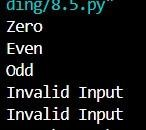 ding/8.5.py"
Zero
Even
Odd
Invalid Input
Invalid Input